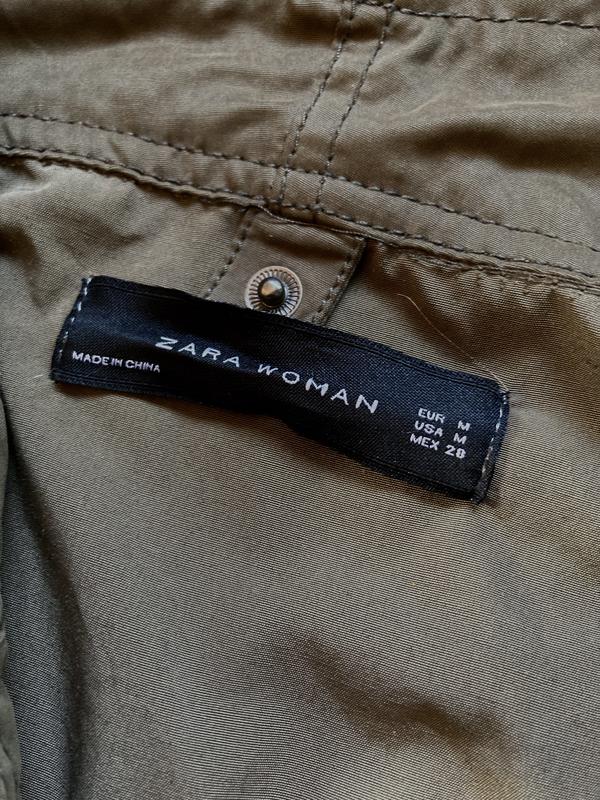 ZARA WOMAN
MADE IN CHINA
EUR M
USA M
MEX 28